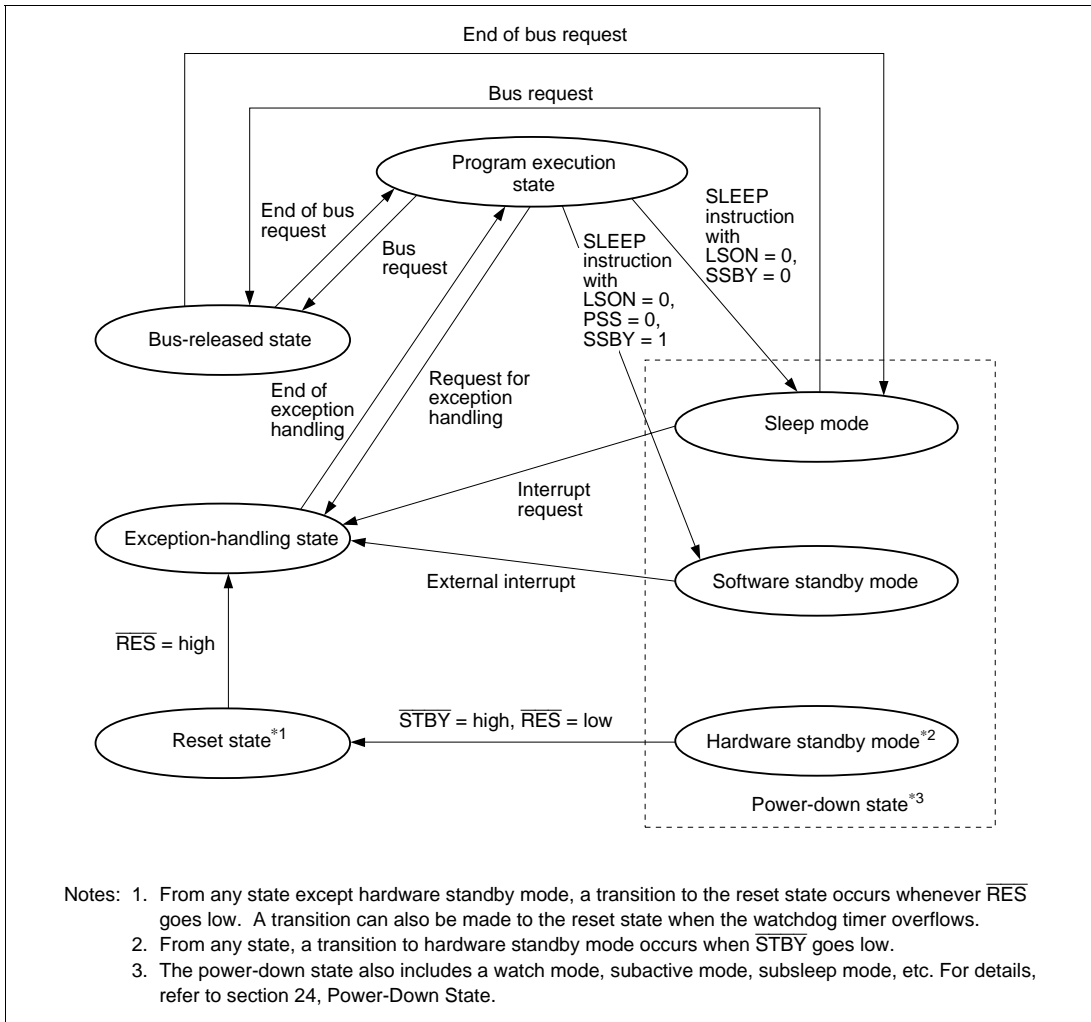 End of bus request
Bus request
Program execution
state
End of bus
request
Bus
request
SLEEP
instruction
with
LSON = 0,
PSS = 0,
SSBY = 1
SLEEP
instruction
with
LSON = 0,
SSBY = 0
Bus-released state
End of
exception
handling
Request for
exception
handling
Sleep mode
Interrupt
request
Exception-handling state
External interrupt
Software standby mode
R̅E̅S̅ = high
S̅T̅B̅Y̅ = high, R̅E̅S̅ = low
Reset state*1
Hardware standby mode*2
Power-down state*3
Notes: 1. From any state except hardware standby mode, a transition to the reset state occurs whenever R̅E̅S̅
goes low. A transition can also be made to the reset state when the watchdog timer overflows.
2. From any state, a transition to hardware standby mode occurs when S̅T̅B̅Y̅ goes low.
3. The power-down state also includes a watch mode, subactive mode, subsleep mode, etc. For details,
refer to section 24, Power-Down State.